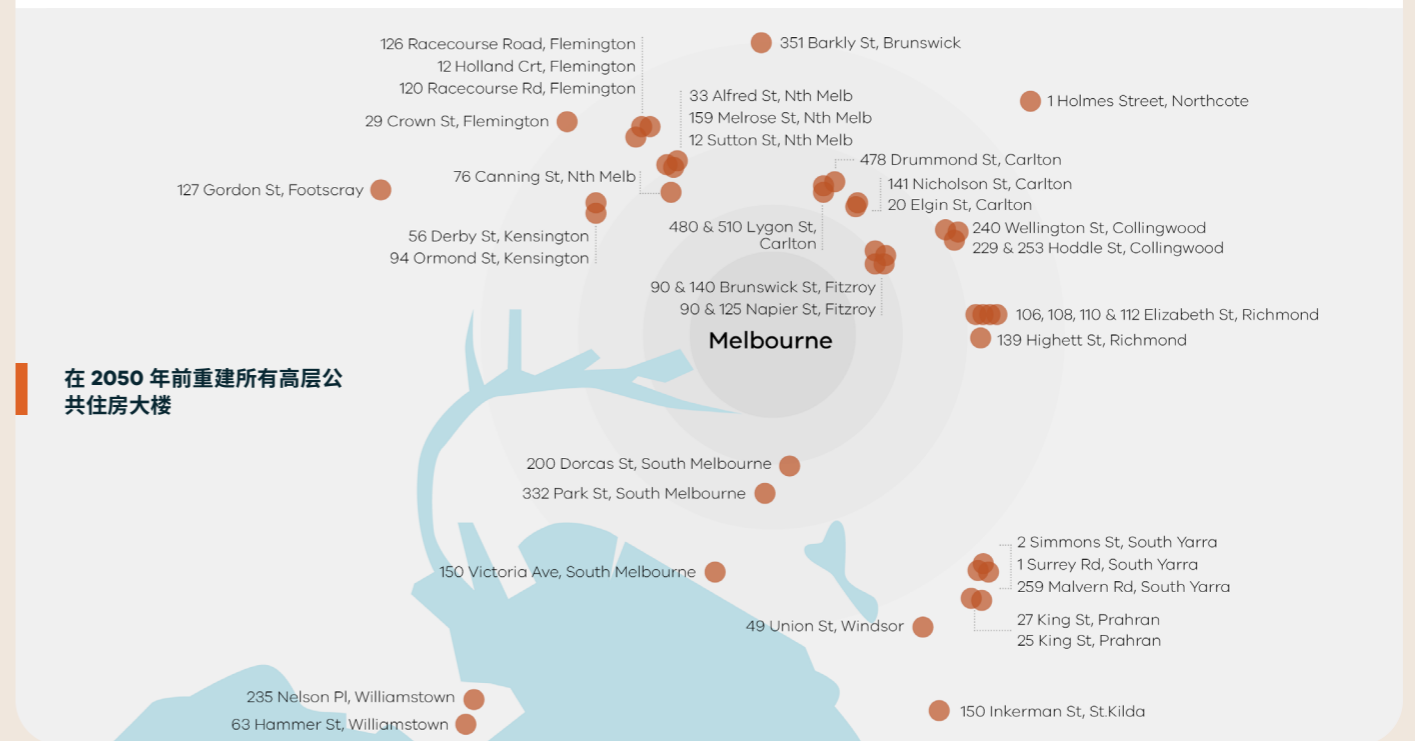 126 Racecourse Road, Flemington
12 Holland Crt, Flemington
120 Racecourse Rd, Flemington
351 Barkly St, Brunswick
33 Alfred St, Nth Melb
159 Melrose St, Nth Melb
12 Sutton St, Nth Melb
1 Holmes Street, Northcote
29 Crown St, Flemington
478 Drummond St, Carlton
76 Canning St, Nth Melb
141 Nicholson St, Carlton
20 Elgin St, Carlton
127 Gordon St, Footscray
480 & 510 Lygon St,
Carlton
240 Wellington St, Collingwood
229 & 253 Hoddle St, Collingwood
56 Derby St, Kensington
94 Ormond St, Kensington
90 & 140 Brunswick St, Fitzroy
90 & 125 Napier St, Fitzroy
106, 108, 110 & 112 Elizabeth St, Richmond
139 Highett St, Richmond
Melbourne
在 2050 年前重建所有高层公
共住房大楼
200 Dorcas St, South Melbourne
332 Park St, South Melbourne
150 Victoria Ave, South Melbourne
2 Simmons St, South Yarra
1 Surrey Rd, South Yarra
259 Malvern Rd, South Yarra
27 King St, Prahran
25 King St, Prahran
49 Union St, Windsor
235 Nelson Pl, Williamstown
63 Hammer St, Williamstown
150 Inkerman St, St.Kilda